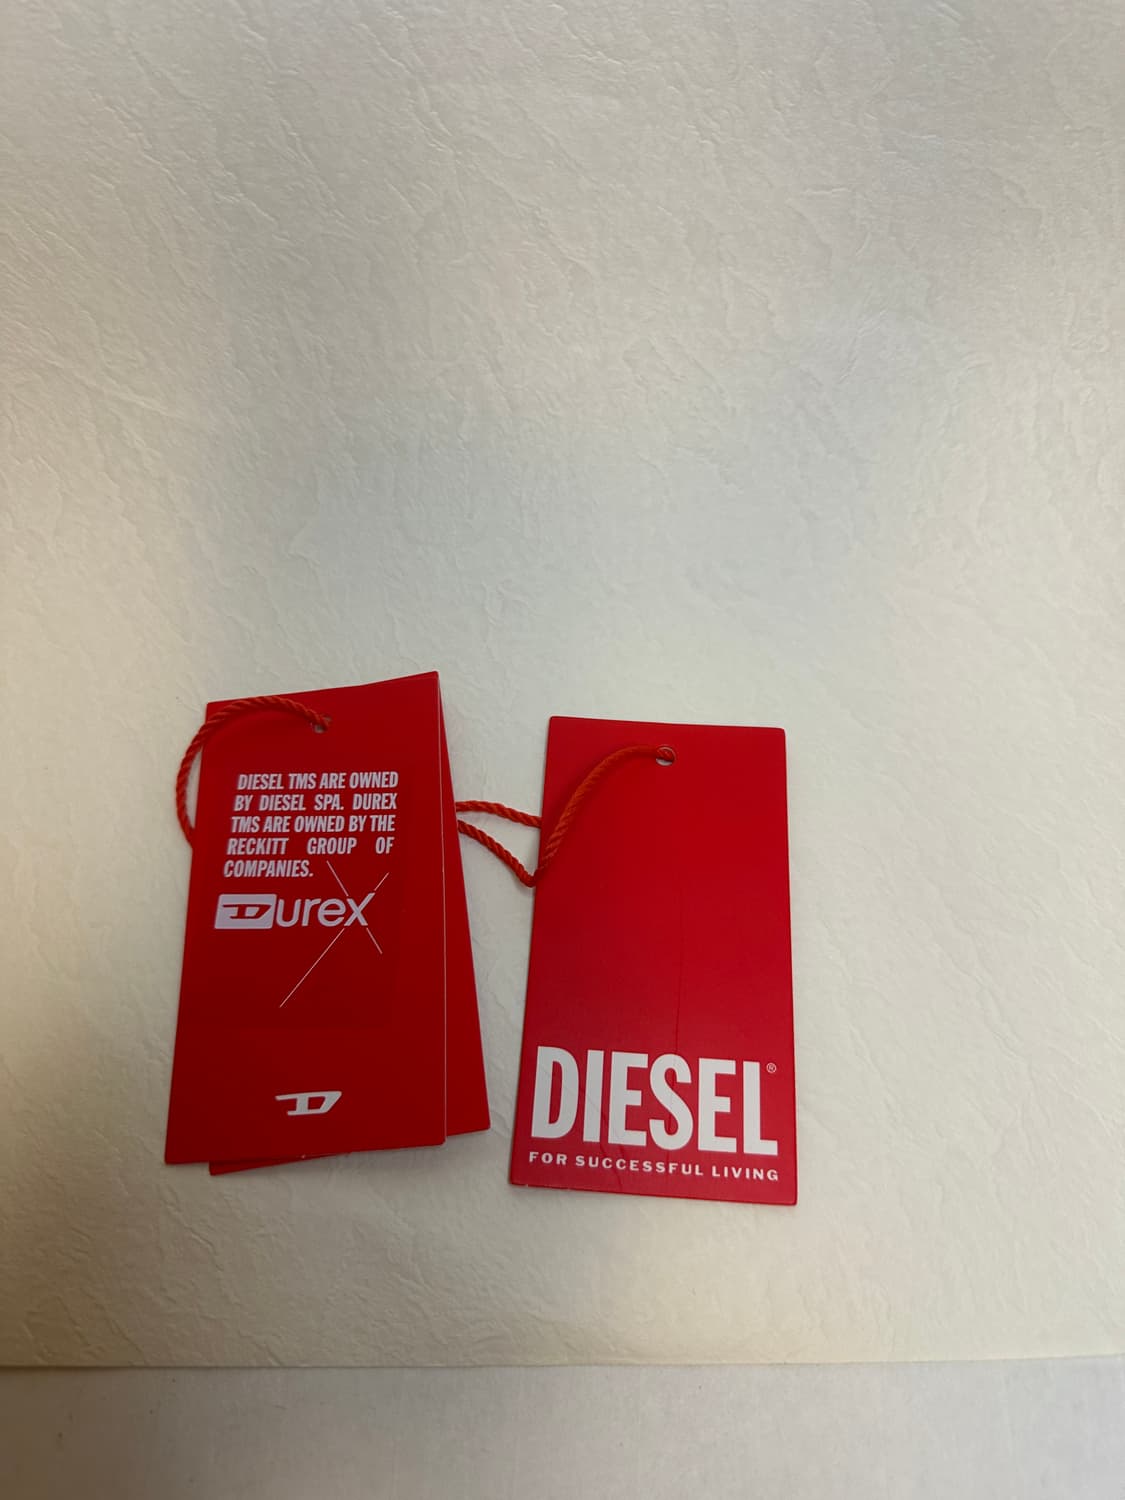 DIESEL TMS ARE OWNED
BY DIESEL SPA. DUREX
TMS ARE OWNED BY THE
RECKITT GROUP OF
COMPANIES.
Durex
D
DIESEL®
FOR SUCCESSFUL LIVING